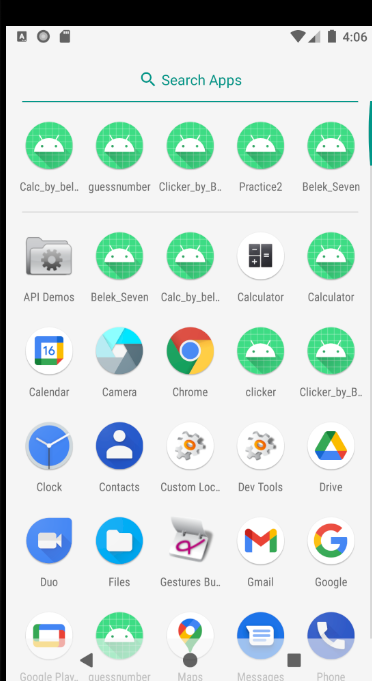 A
4:06
Search Apps
Calc_by_bel.. guessnumber Clicker_by_B.. Practice2 Belek_Seven
API Demos Belek_Seven Calc_by_bel.. Calculator Calculator
16
Calendar Camera Chrome clicker Clicker_by_B..
Clock Contacts Custom Loc.. Dev Tools Drive
Duo Files Gestures Bu.. Gmail Google
Google Play.. guessnumber Maps Messages Phone